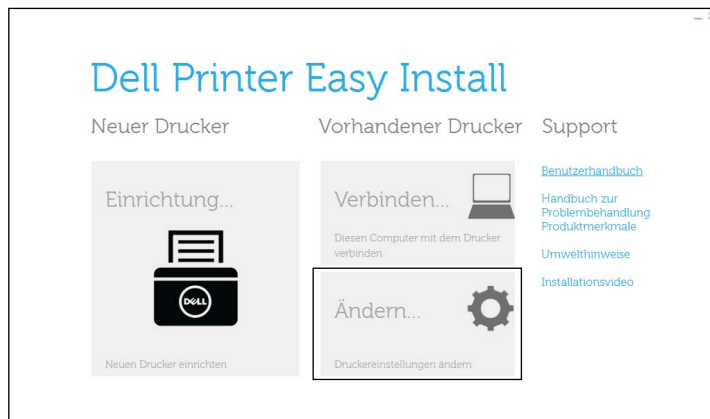 Dell Printer Easy Install
Neuer Drucker
Vorhandener Drucker
Support
Einrichtung...
DELL
Neuen Drucker einrichten
Verbinden...
Diesen Computer mit dem Drucker
verbinden
Ändern...
Druckereinstellungen ändern
Benutzerhandbuch
Handbuch zur
Problembehandlung
Produktmerkmale
Umwelthinweise
Installationsvideo